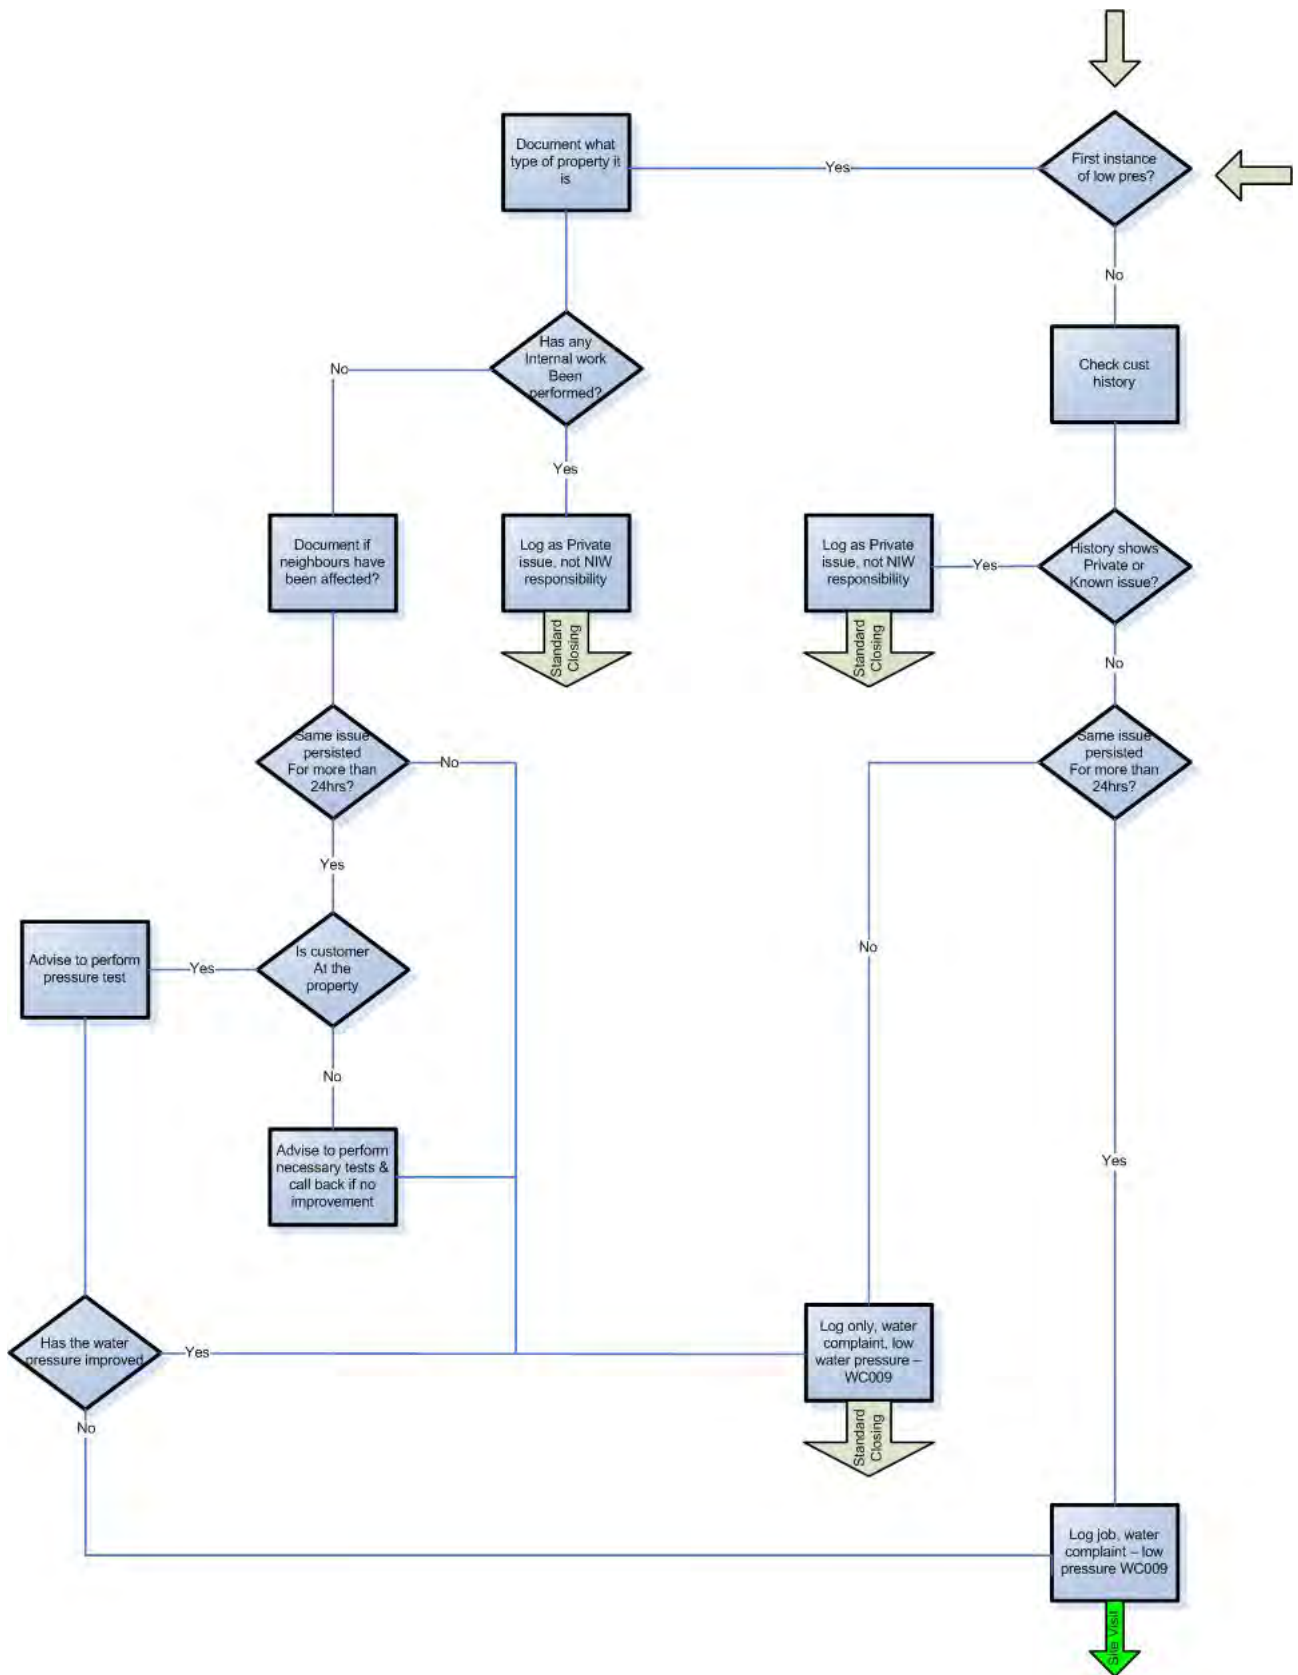 Document what
type of property it
is
Yes
First instance
of low pres?
No
Has any
Internal work
Been
performed?
No
Check cust
history
Yes
Document if
neighbours have
been affected?
Log as Private
issue, not NIW
responsibility
Standard
Closing
Log as Private
issue, not NIW
responsibility
Standard
Closing
Yes
History shows
Private or
Known issue?
No
Same issue
persisted
For more than
24hrs?
No
Same issue
persisted
For more than
24hrs?
Yes
No
Advise to perform
pressure test
Yes
Is customer
At the
property
No
Advise to perform
necessary tests &
call back if no
improvement
Yes
Has the water
pressure improved
Yes
Log only, water
complaint, low
water pressure –
WC009
Standard
Closing
No
Log job, water
complaint – low
pressure WC009
Site Visit